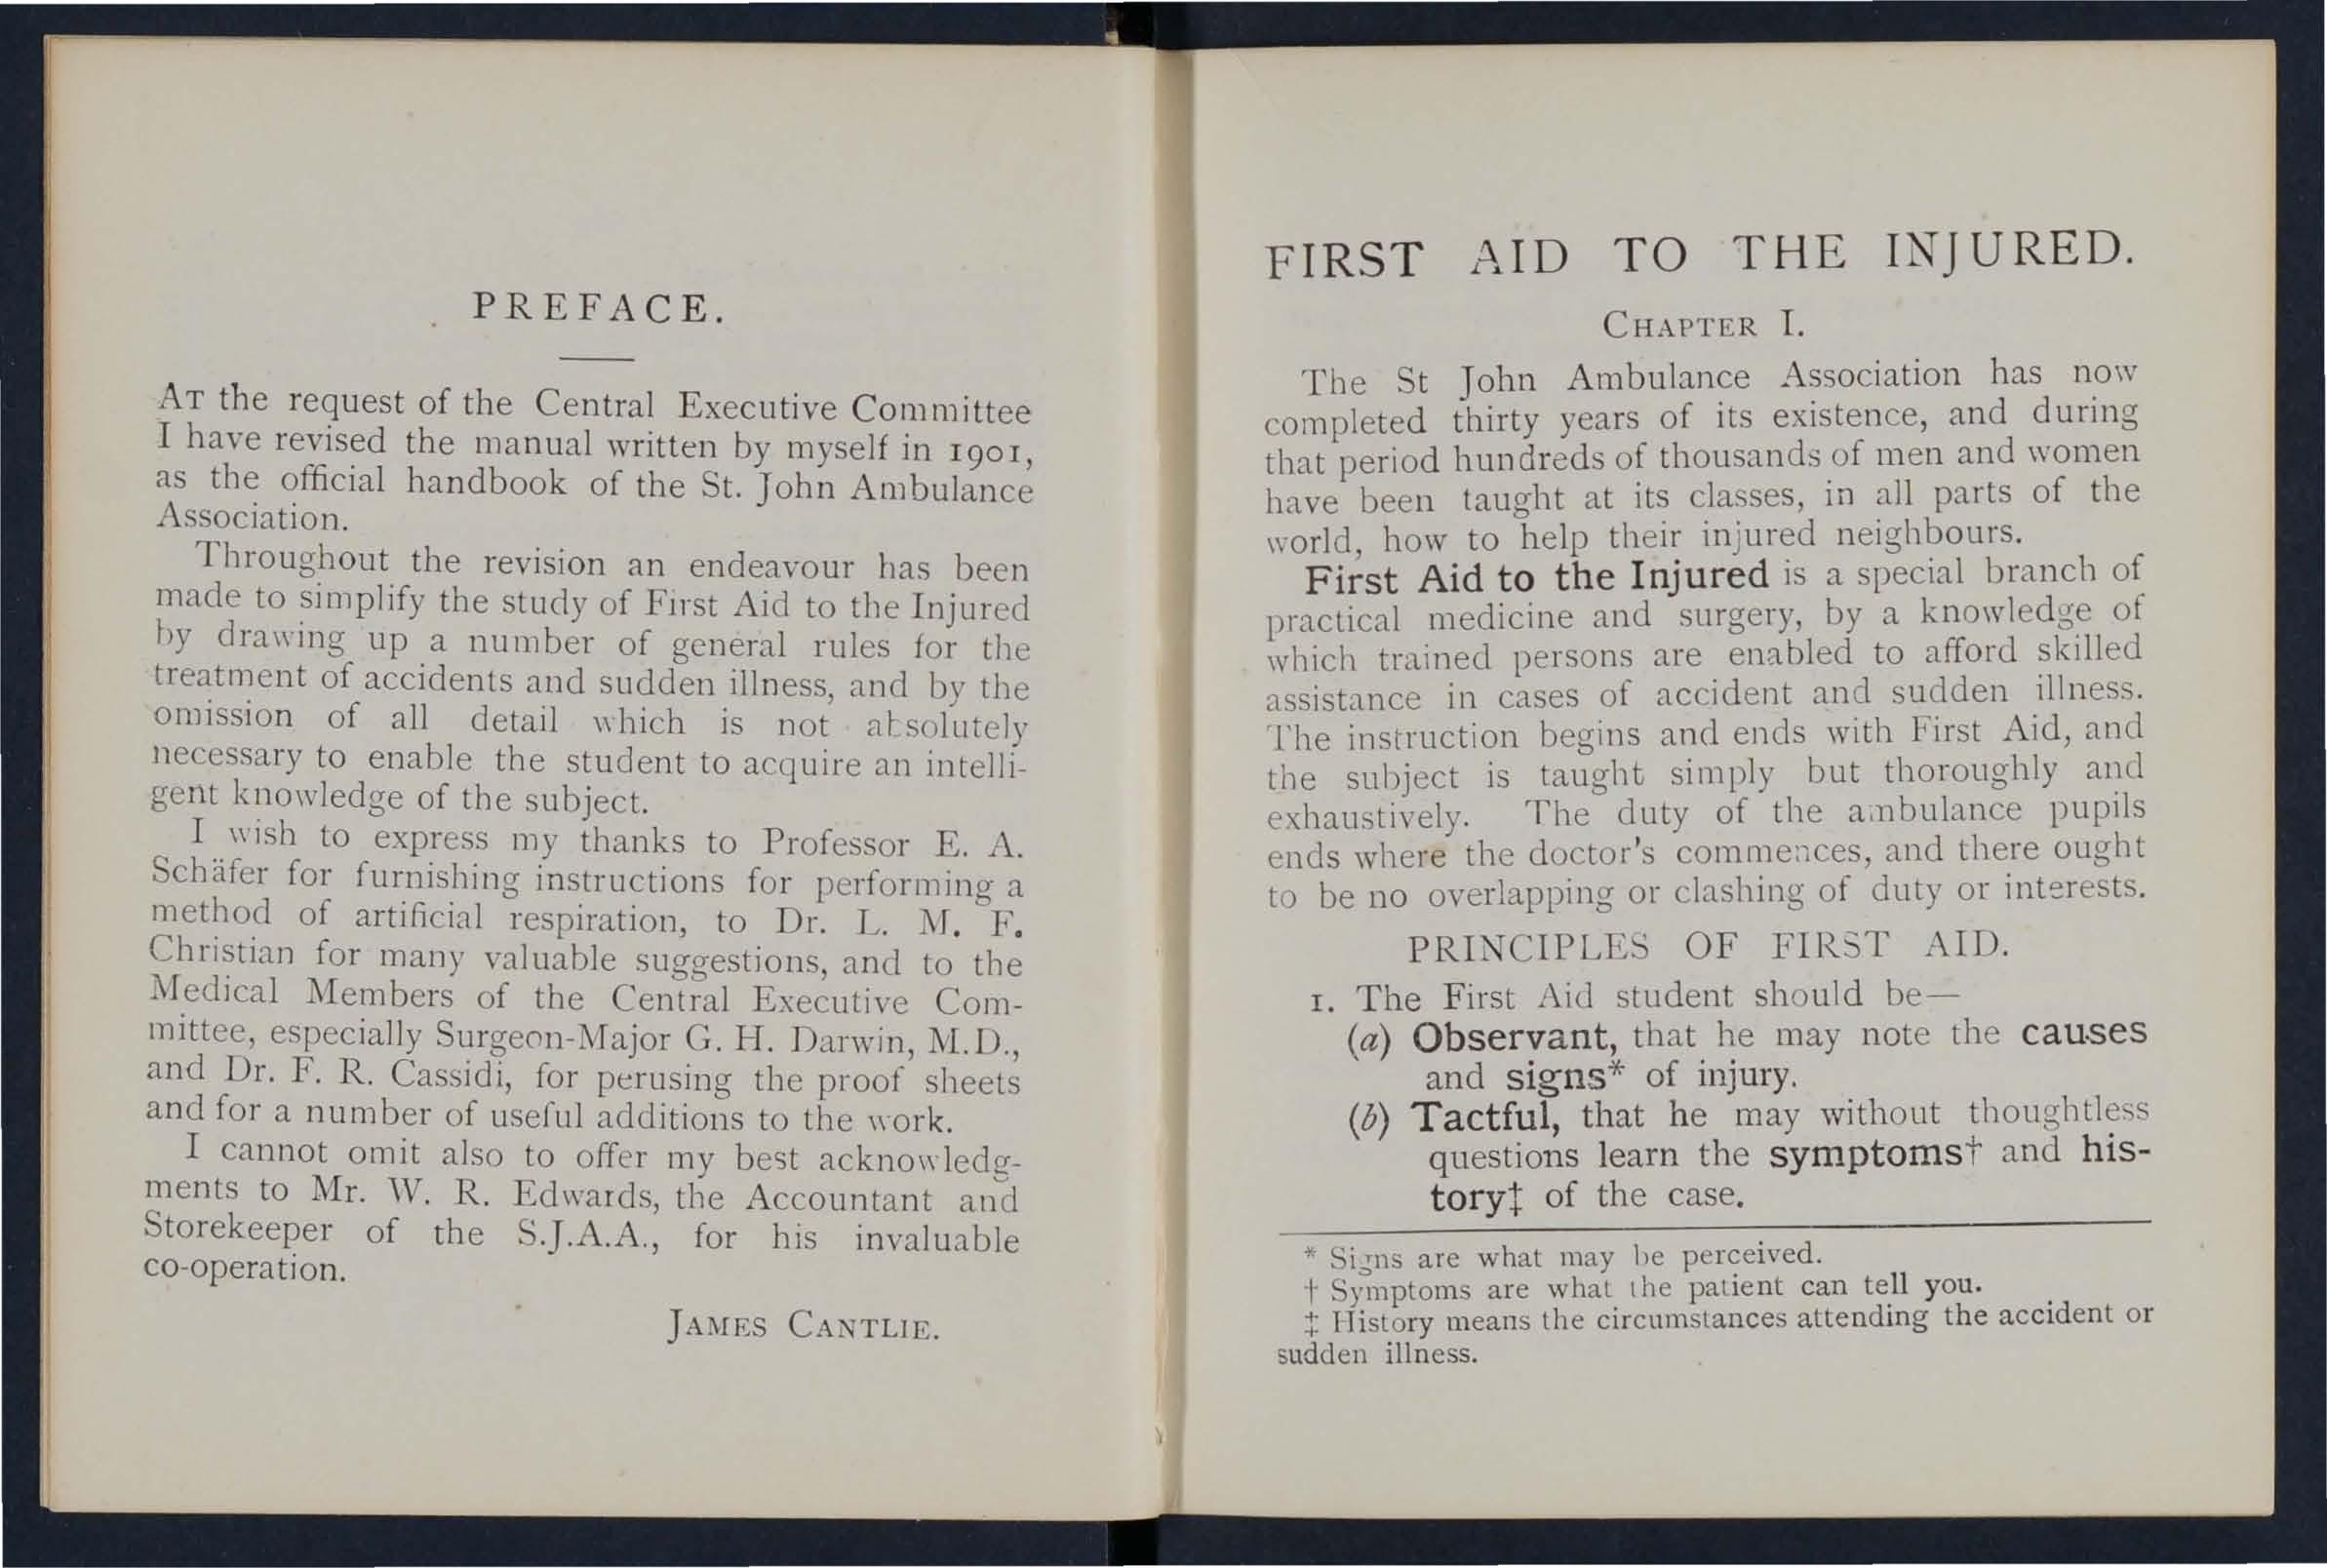 PREFACE.
AT the request of the Central Executive Committee
I have revised the manual written by myself in 1901,
as the official handbook of the St. John Ambulance
Association.
Throughout the revision an endeavour has been
made to simplify the study of First Aid to the Injured
by drawing up a number of general rules for the
treatment of accidents and sudden illness, and by the
omission of all detail which is not absolutely
necessary to enable the student to acquire an intelli-
gent knowledge of the subject.
I wish to express my thanks to Professor E. A.
Schäfer for furnishing instructions for performing a
method of artificial respiration, to Dr. L. M. F.
Christian for many valuable suggestions, and to the
Medical Members of the Central Executive Com-
mittee, especially Surgeon-Major G. H. Darwin, M.D.,
and Dr. F. R. Cassidi, for perusing the proof sheets
and for a number of useful additions to the work.
I cannot omit also to offer my best acknowledg-
ments to Mr. W. R. Edwards, the Accountant and
Storekeeper of the S.J.A.A., for his invaluable
co-operation.
JAMES CANTLIE.
FIRST AID TO THE INJURED.
CHAPTER I.
The St John Ambulance Association has now
completed thirty years of its existence, and during
that period hundreds of thousands of men and women
have been taught at its classes, in all parts of the
world, how to help their injured neighbours.
First Aid to the Injured is a special branch of
practical medicine and surgery, by a knowledge of
which trained persons are enabled to afford skilled
assistance in cases of accident and sudden illness.
The instruction begins and ends with First Aid, and
the subject is taught simply but thoroughly and
exhaustively. The duty of the ambulance pupils
ends where the doctor's commences, and there ought
to be no overlapping or clashing of duty or interests.
PRINCIPLES OF FIRST AID.
1. The First Aid student should be—
(a) Observant, that he may note the causes
and signs* of injury.
(b) Tactful, that he may without thoughtless
questions learn the symptoms† and his-
tory‡ of the case.
* Signs are what may be perceived.
† Symptoms are what the patient can tell you.
‡ History means the circumstances attending the accident or
sudden illness.